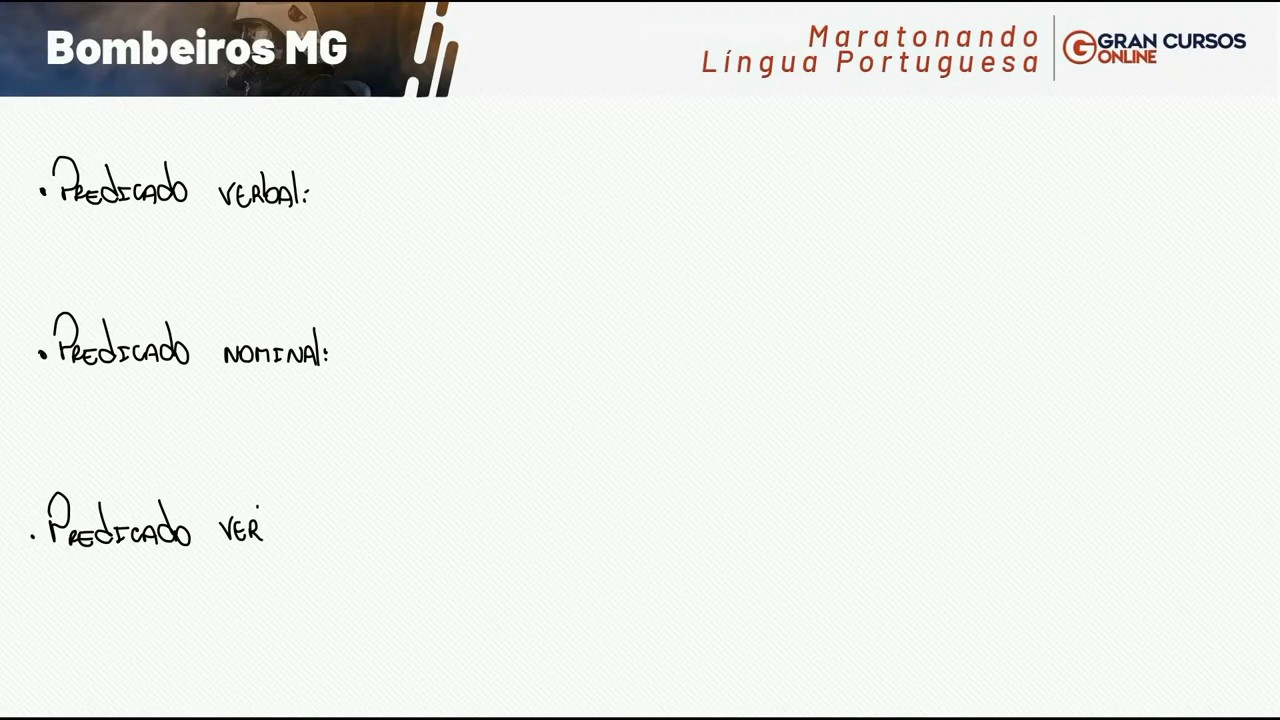 Bombeiros MG
Maratonando
Língua Portuguesa
GRAN CURSOS
ONLINE
• PREDICADO VERBAL:
• PREDICADO NOMINAL:
• PREDICADO VER